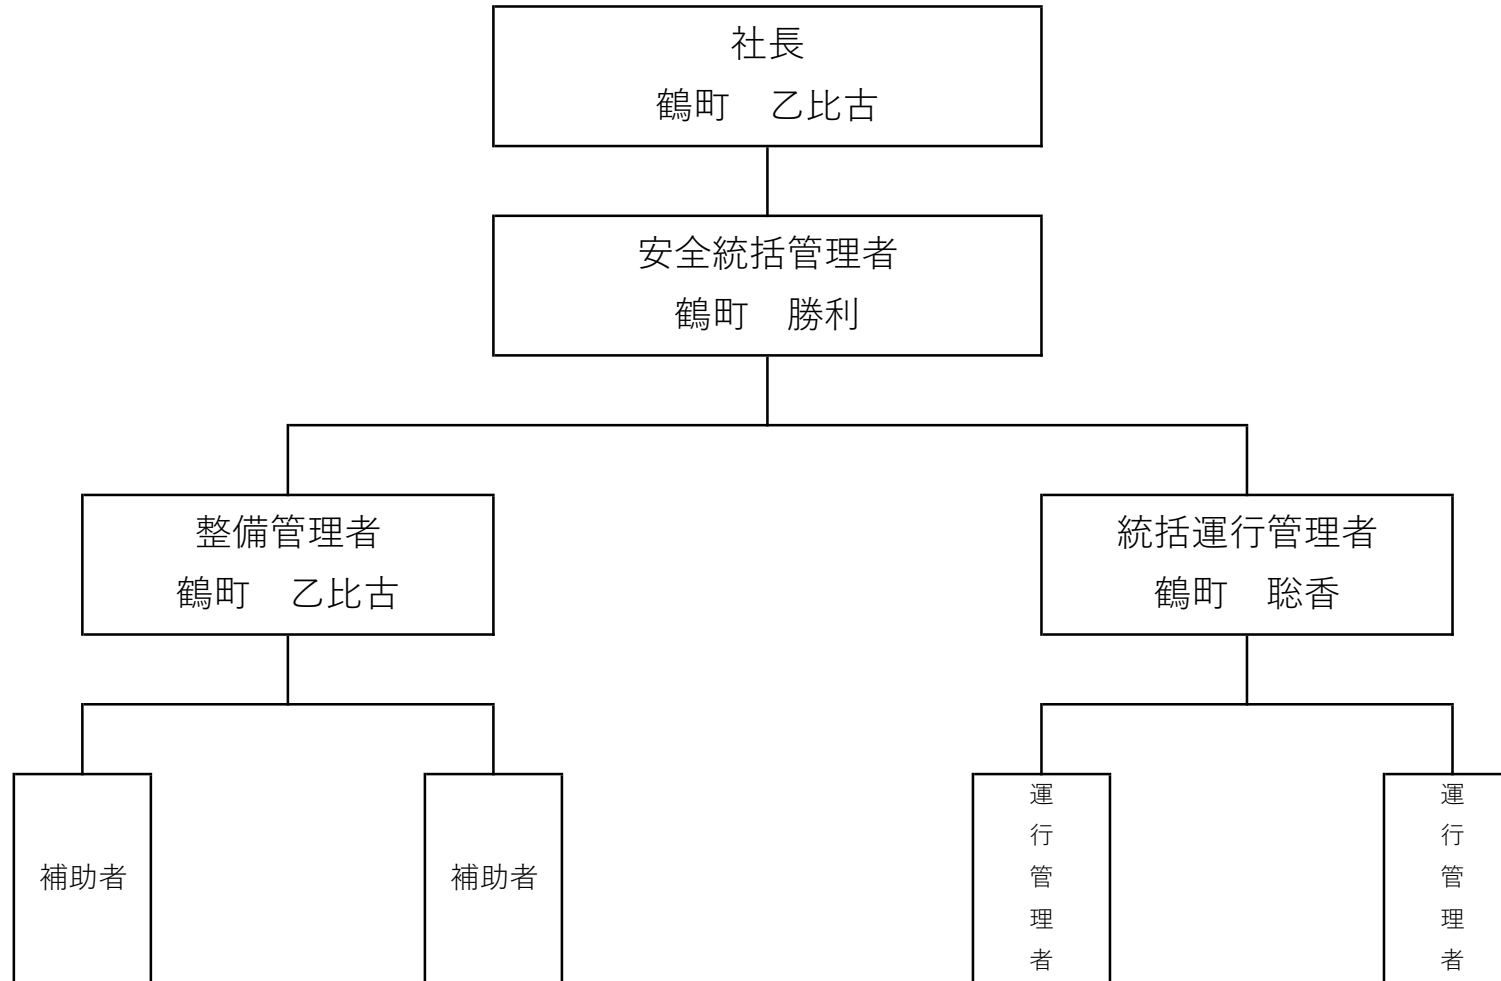 社長
鶴町　乙比古
安全統括管理者
鶴町　勝利
整備管理者
鶴町　乙比古
統括運行管理者
鶴町　聡香
補助者
補助者
運行管理者
運行管理者